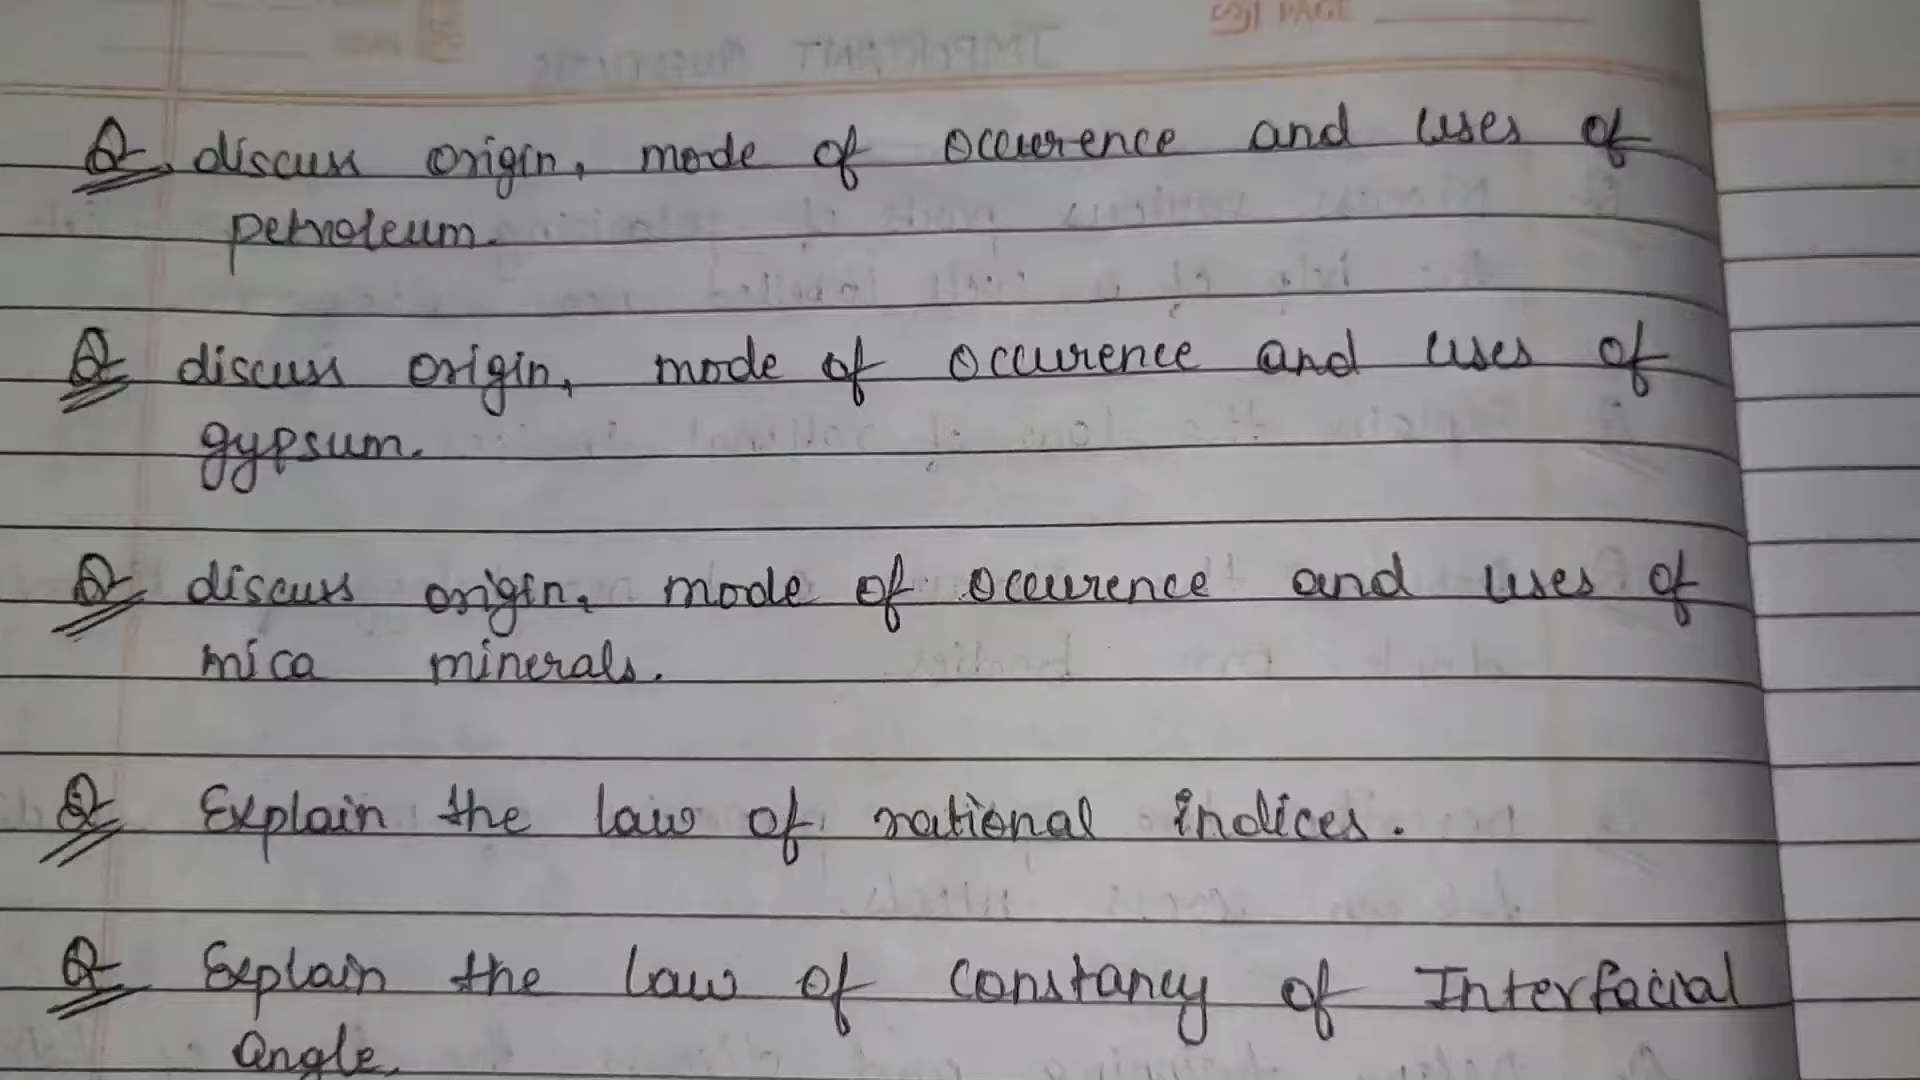 PAGE
Q. discuss origin, mode of occurence and uses of
petroleum.
Q discuss origin, mode of occurence and uses of
gypsum.
Q discuss origin, mode of occurence and uses of
mica minerals.
Q Explain the law of rational indices.
Q Explain the law of constancy of Interfacial
angle.